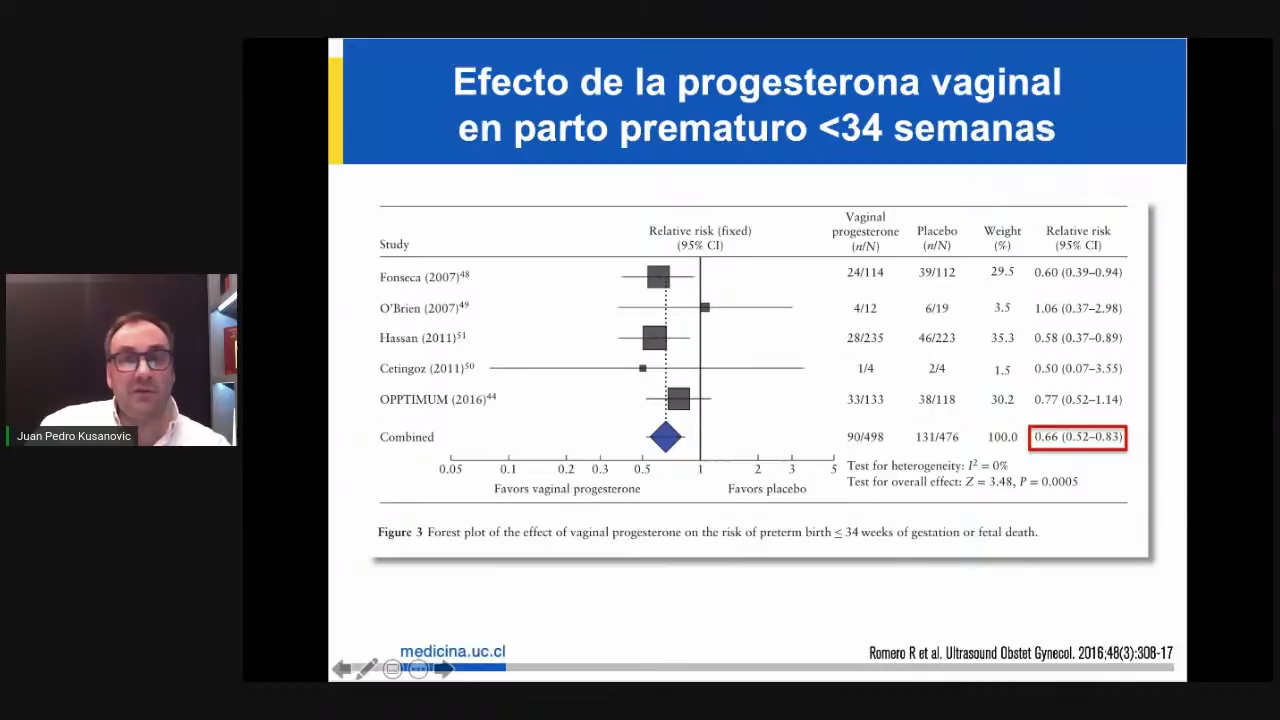 Efecto de la progesterona vaginal
en parto prematuro <34 semanas
Study
Relative risk (fixed)
(95% CI)
Vaginal
progesterone
(n/N)
Placebo
(n/N)
Weight
(%)
Relative risk
(95% CI)
Fonseca (2007)48 24/114 39/112 29.5 0.60 (0.39–0.94)
O'Brien (2007)49 4/12 6/19 3.5 1.06 (0.37–2.98)
Hassan (2011)51 28/235 46/223 35.3 0.58 (0.37–0.89)
Cetingoz (2011)50 1/4 2/4 1.5 0.50 (0.07–3.55)
OPPTIMUM (2016)44 33/133 38/118 30.2 0.77 (0.52–1.14)
Combined 90/498 131/476 100.0 0.66 (0.52–0.83)
0.05 0.1 0.2 0.3 0.5 1 2 3 5
Favors vaginal progesterone Favors placebo
Test for heterogeneity: I2 = 0%
Test for overall effect: Z = 3.48, P = 0.0005
Figure 3 Forest plot of the effect of vaginal progesterone on the risk of preterm birth ≤ 34 weeks of gestation or fetal death.
medicina.uc.cl
Romero R et al. Ultrasound Obstet Gynecol. 2016;48(3):308-17
Juan Pedro Kusanovic